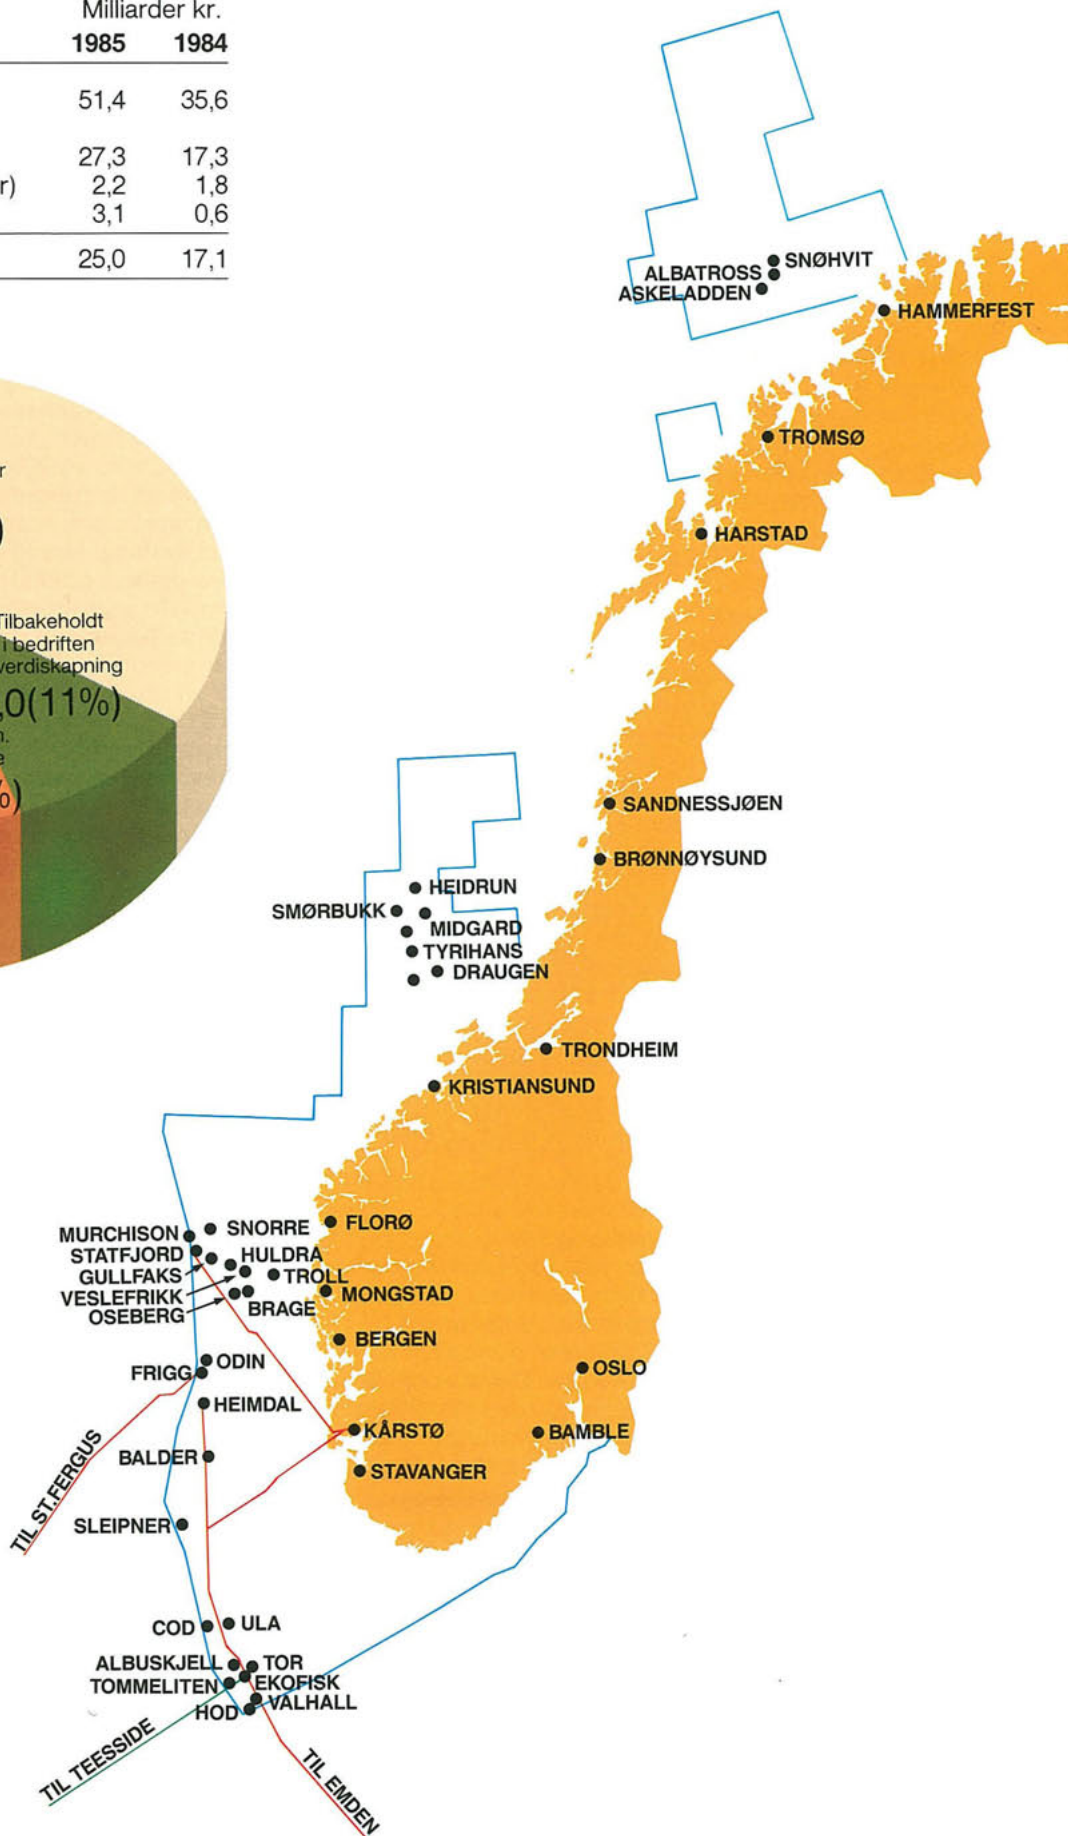 Milliarder kr.
1985 1984
51,4 35,6
27,3 17,3
r) 2,2 1,8
3,1 0,6
25,0 17,1
r
)
Tilbakeholdt
i bedriften
verdiskapning
,0(11%)
n.
e
%)
SNØHVIT
ALBATROSS
ASKELADDEN
HAMMERFEST
TROMSØ
HARSTAD
SANDNESSJØEN
BRØNNØYSUND
HEIDRUN
SMØRBUKK
MIDGARD
TYRIHANS
DRAUGEN
TRONDHEIM
KRISTIANSUND
FLORØ
MURCHISON
SNORRE
STATFJORD
HULDRA
GULLFAKS
TROLL
VESLEFRIKK
MONGSTAD
OSEBERG
BRAGE
BERGEN
ODIN
FRIGG
OSLO
HEIMDAL
KÅRSTØ
BAMBLE
BALDER
STAVANGER
TIL ST.FERGUS
SLEIPNER
COD
ULA
ALBUSKJELL
TOR
TOMMELITEN
EKOFISK
HOD
VALHALL
TIL TEESSIDE
TIL EMDEN